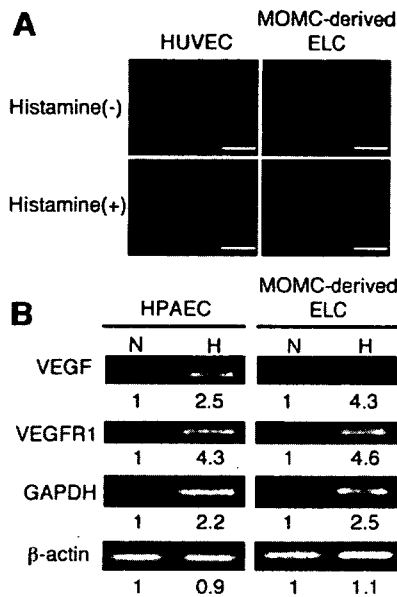 A
HUVEC
MOMC-derived
ELC
Histamine(-)
Histamine(+)
B
HPAEC
MOMC-derived
ELC
N H N H
VEGF
1 2.5 1 4.3
VEGFR1
1 4.3 1 4.6
GAPDH
1 2.2 1 2.5
β-actin
1 0.9 1 1.1